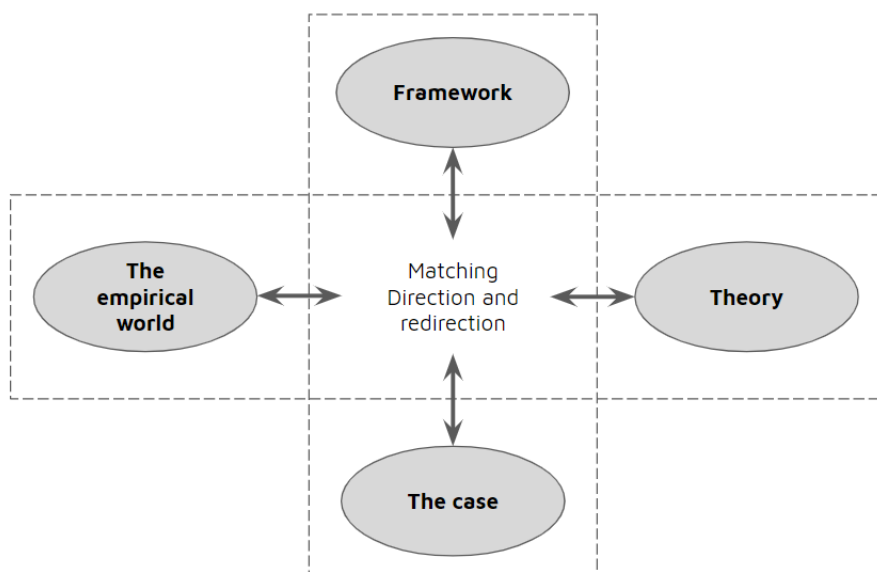 Framework
The
empirical
world
Matching
Direction and
redirection
Theory
The case